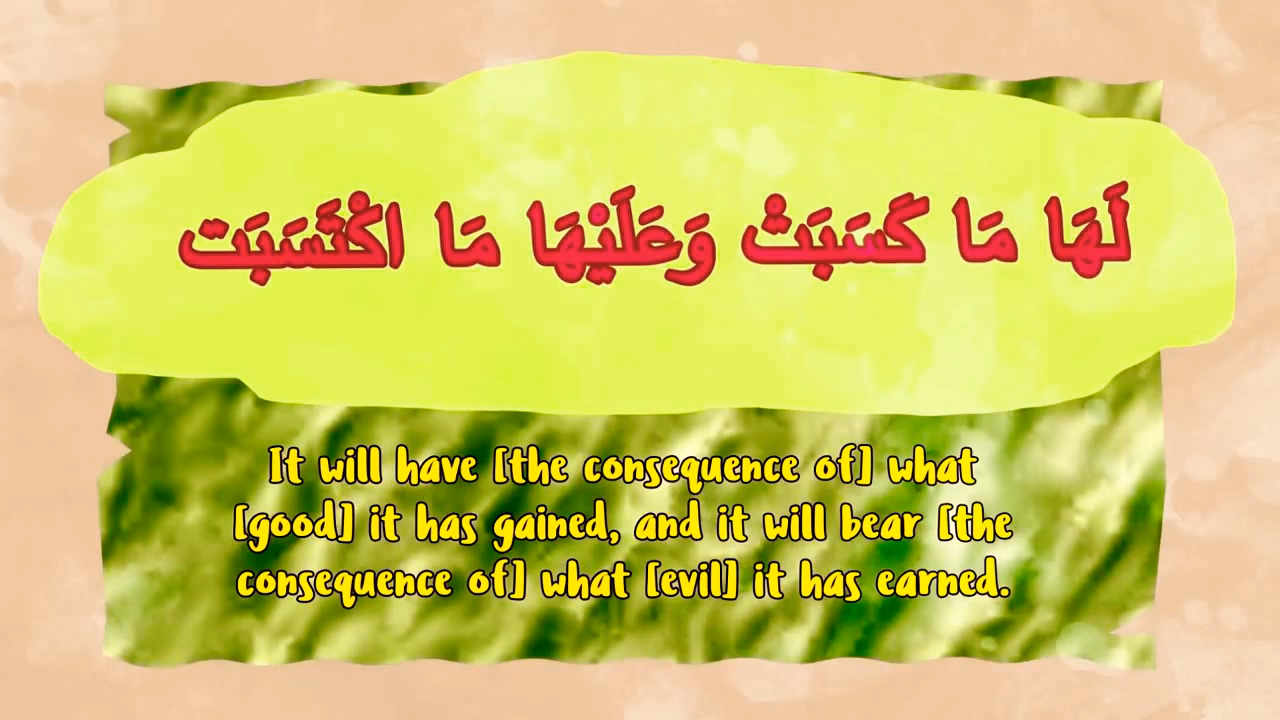 لَهَا مَا كَسَبَتْ وَعَلَيْهَا مَا اكْتَسَبَت
It will have [the consequence of] what
[good] it has gained, and it will bear [the
consequence of] what [evil] it has earned.